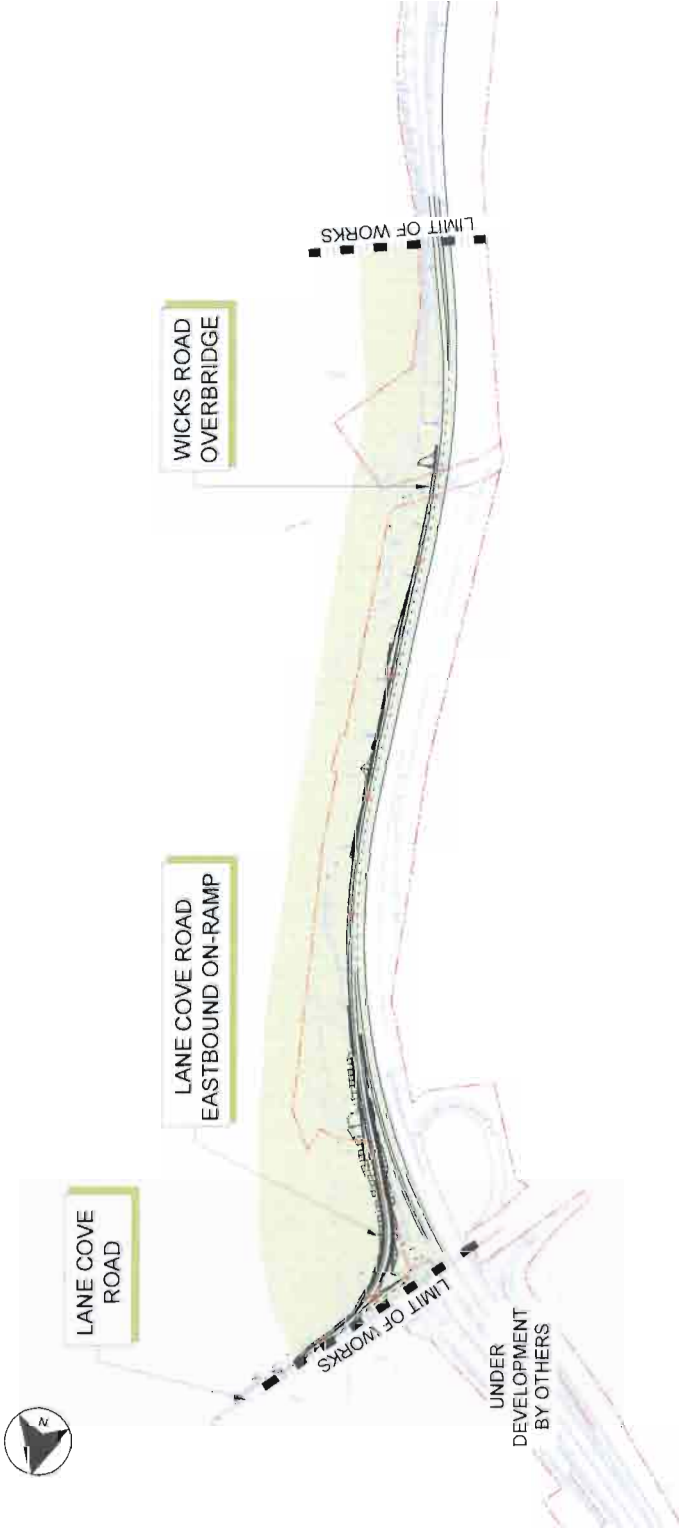 N
LANE COVE
ROAD
LANE COVE ROAD
EASTBOUND ON-RAMP
WICKS ROAD
OVERBRIDGE
LIMIT OF WORKS
LIMIT OF WORKS
UNDER
DEVELOPMENT
BY OTHERS